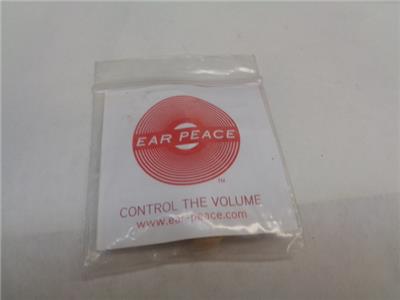 EAR PEACE
TM
CONTROL THE VOLUME
www.ear-peace.com